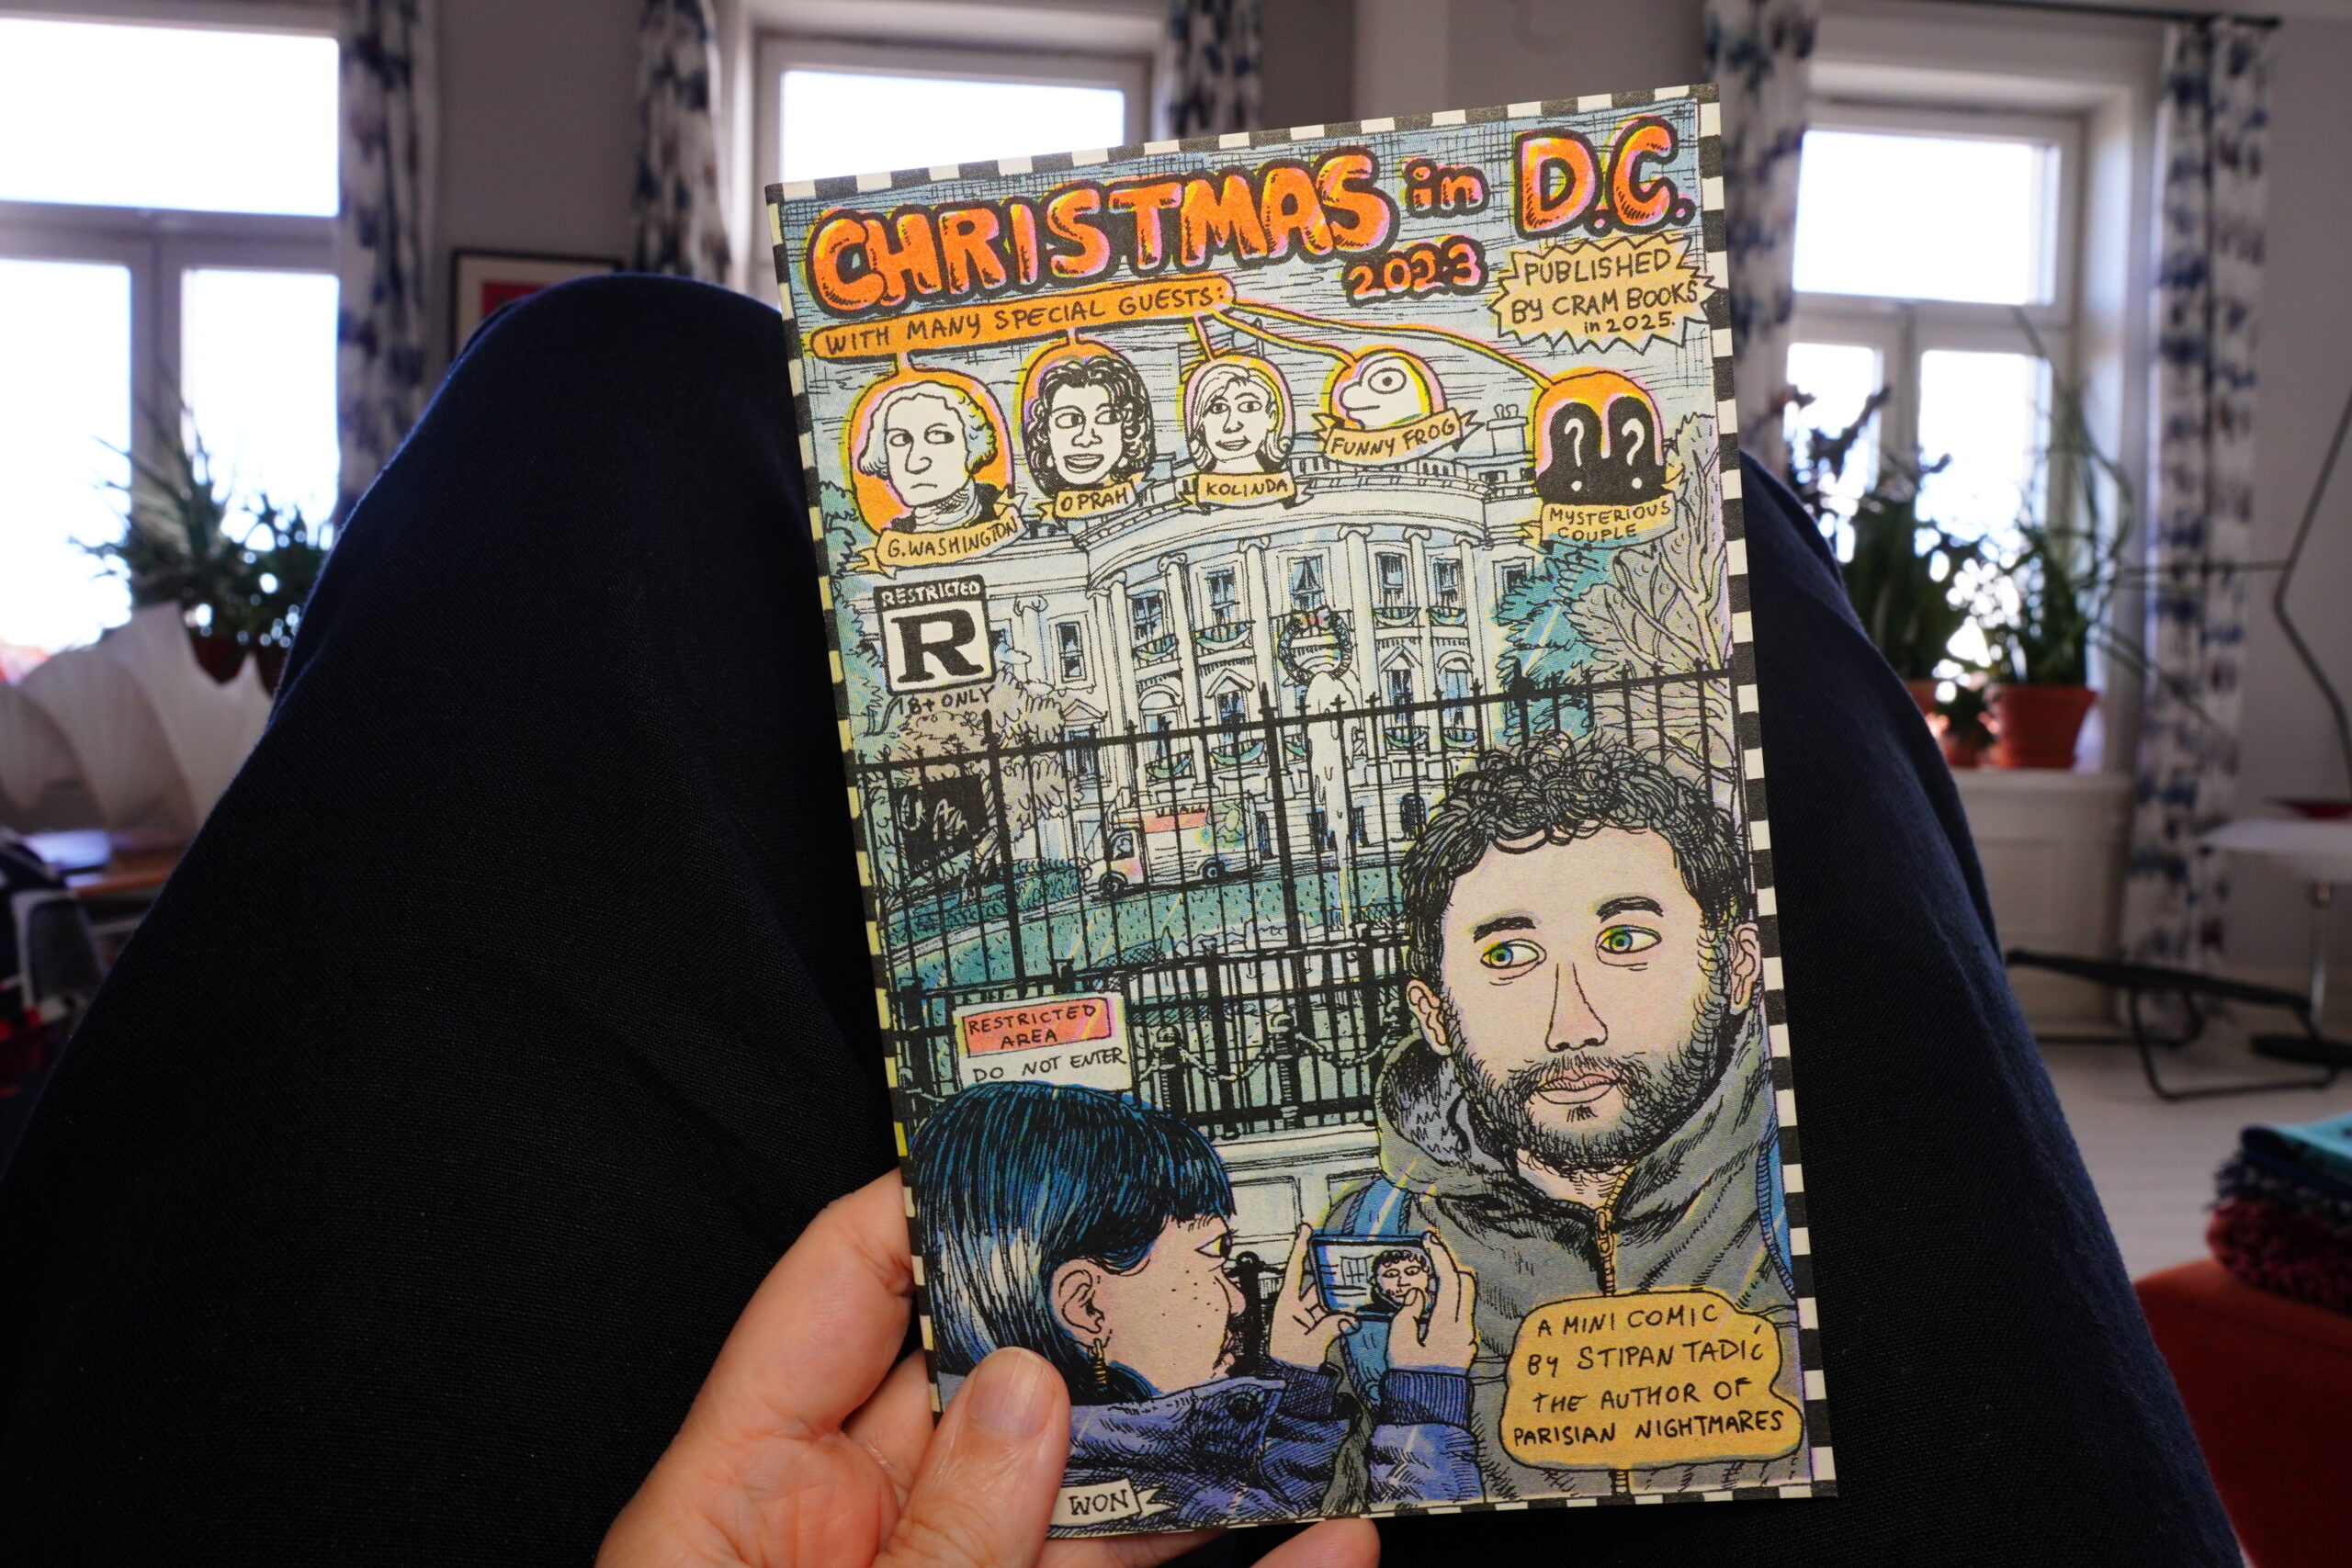 CHRISTMAS in D.C.
2023
PUBLISHED
BY CRAM BOOKS
in 2025.
WITH MANY SPECIAL GUESTS:
G. WASHINGTON
OPRAH
KOLINDA
FUNNY FROG
? ?
MYSTERIOUS
COUPLE
RESTRICTED
R
18+ ONLY
RESTRICTED
AREA
DO NOT ENTER
A MINI COMIC
BY STIPAN TADIĆ
THE AUTHOR OF
PARISIAN NIGHTMARES
WON